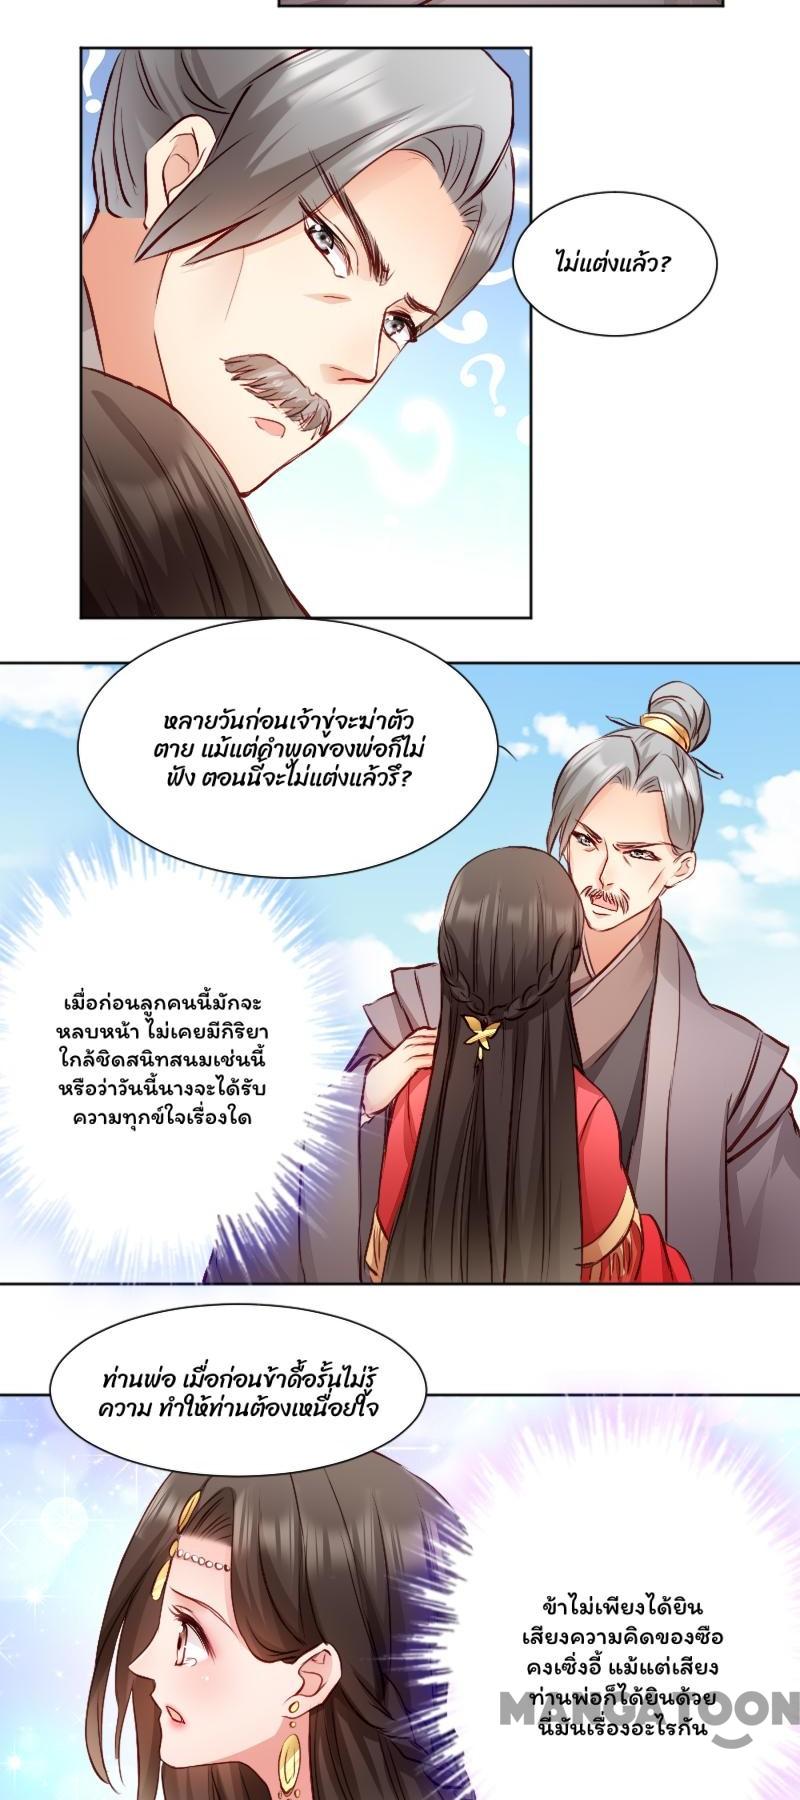 ไม่แต่งแล้ว?
หลายวันก่อนเจ้าขู่จะฆ่าตัว
ตาย แม้แต่คำพูดของพ่อก็ไม่
ฟัง ตอนนี้จะไม่แต่งแล้วรึ?
เมื่อก่อนลูกคนนี้มักจะ
หลบหน้า ไม่เคยมีกิริยา
ใกล้ชิดสนิทสนมเช่นนี้
หรือว่าวันนี้นางจะได้รับ
ความทุกข์ใจเรื่องใด
ท่านพ่อ เมื่อก่อนข้าดื้อรั้นไม่รู้
ความ ทำให้ท่านต้องเหนื่อยใจ
ข้าไม่เพียงได้ยิน
เสียงความคิดของซือ
คงเซิ่งอี้ แม้แต่เสียง
ท่านพ่อก็ได้ยินด้วย
นี่มันเรื่องอะไรกัน
MANGATOON